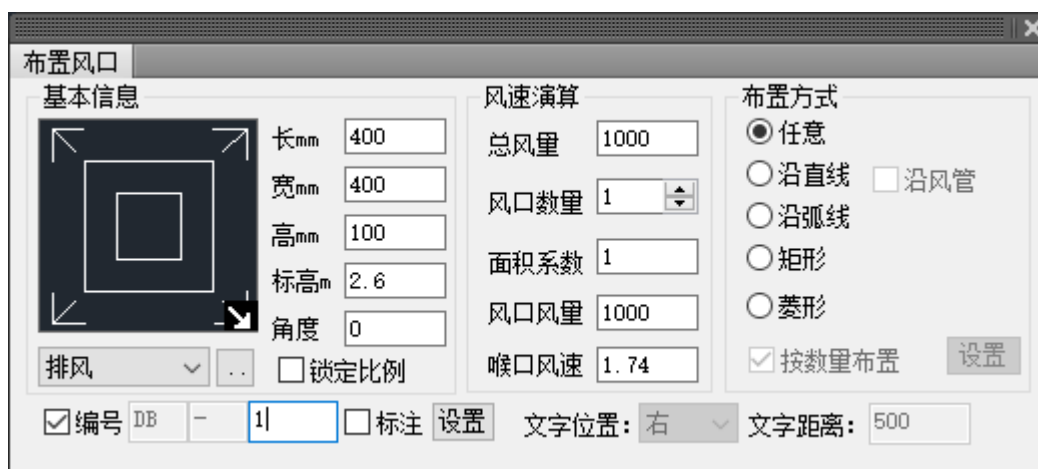 布置风口
基本信息
长mm 400
宽mm 400
高mm 100
标高m 2.6
角度 0
排风 .. 锁定比例
风速演算
总风量 1000
风口数量 1
面积系数 1
风口风量 1000
喉口风速 1.74
布置方式
任意
沿直线 沿风管
沿弧线
矩形
菱形
按数量布置 设置
编号 DB - 1 标注 设置 文字位置： 右 文字距离： 500